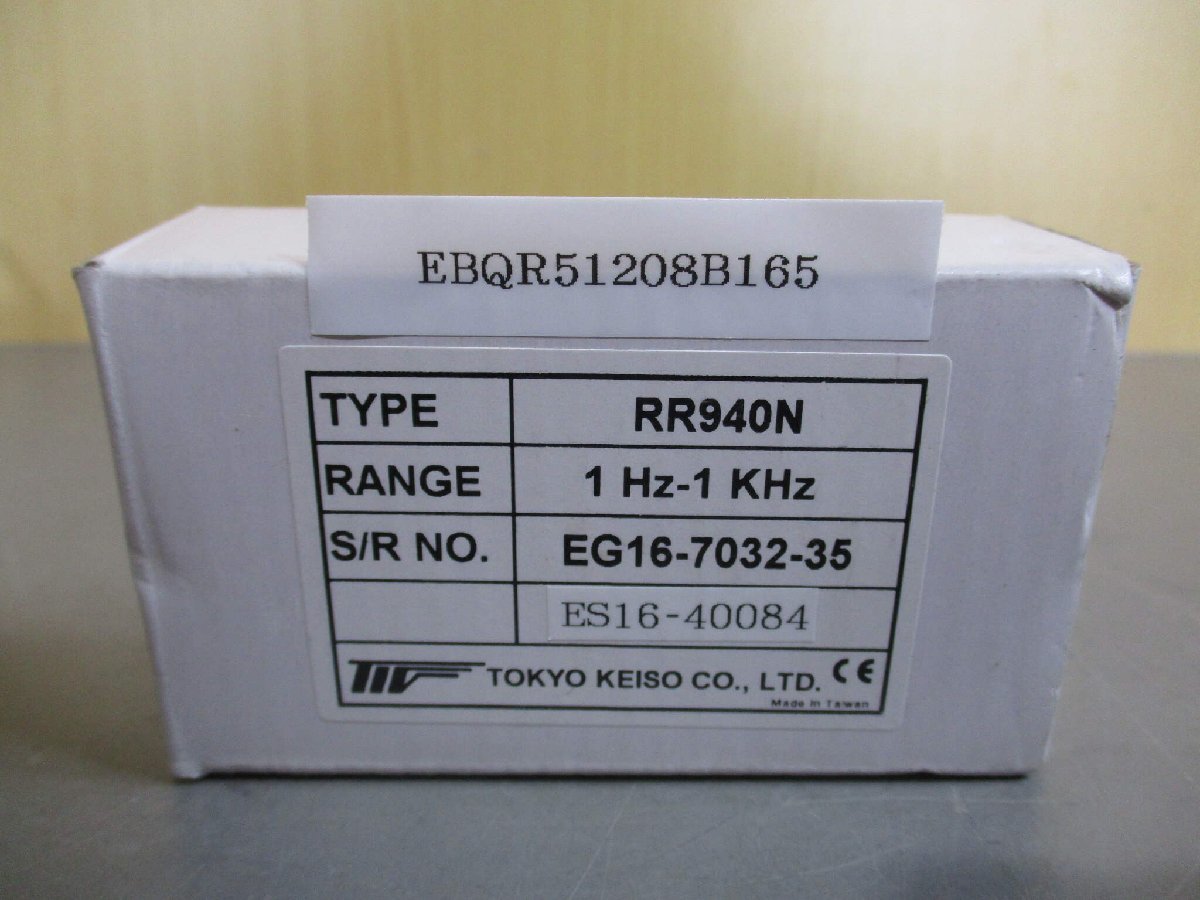 EBQR51208B165
TYPE RR940N
RANGE 1 Hz-1 KHz
S/R NO. EG16-7032-35
ES16-40084
TOKYO KEISO CO., LTD. CE
Made in Taiwan